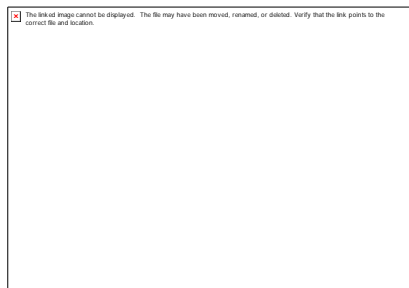 The linked image cannot be displayed.  The file may have been moved, renamed, or deleted. Verify that the link points to the
correct file and location.